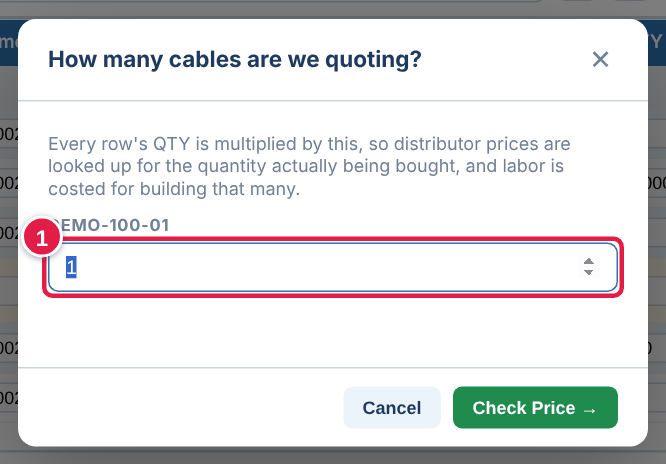 How many cables are we quoting?
Every row's QTY is multiplied by this, so distributor prices are
looked up for the quantity actually being bought, and labor is
costed for building that many.
EMO-100-01
1
1
Cancel
Check Price →